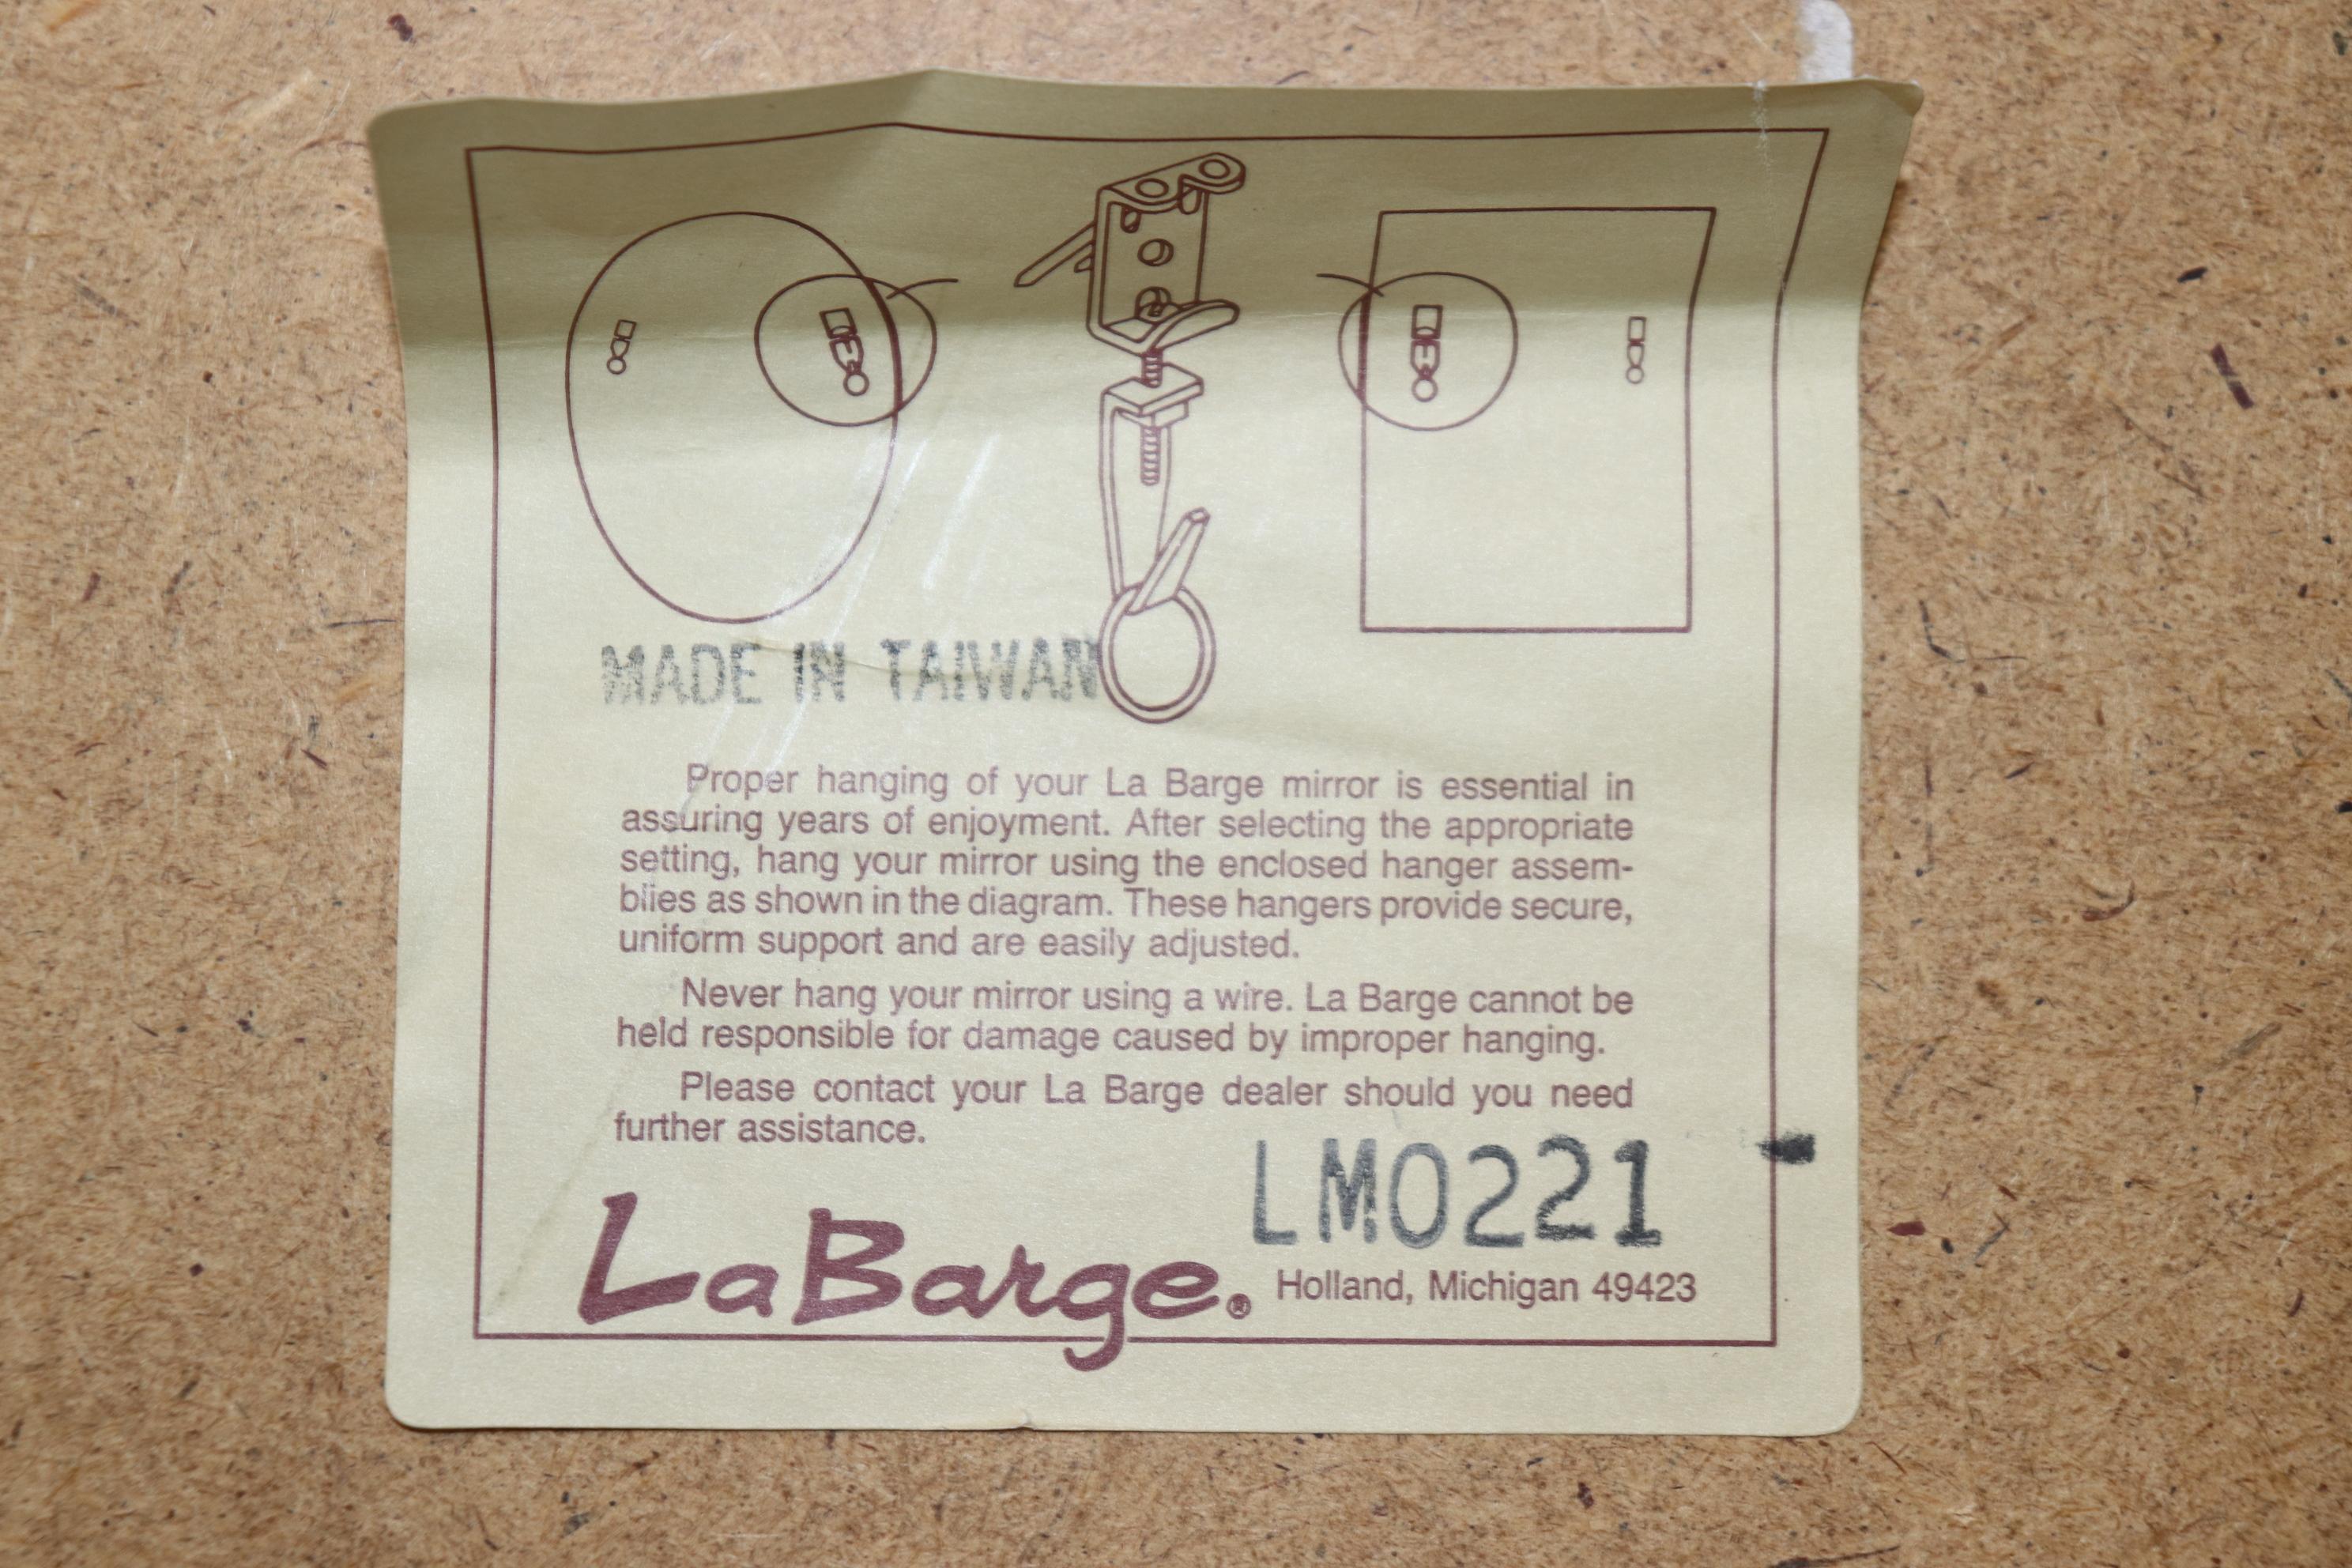 MADE IN TAIWAN
Proper hanging of your La Barge mirror is essential in
assuring years of enjoyment. After selecting the appropriate
setting, hang your mirror using the enclosed hanger assem-
blies as shown in the diagram. These hangers provide secure,
uniform support and are easily adjusted.
Never hang your mirror using a wire. La Barge cannot be
held responsible for damage caused by improper hanging.
Please contact your La Barge dealer should you need
further assistance.
LM0221
LaBarge® Holland, Michigan 49423